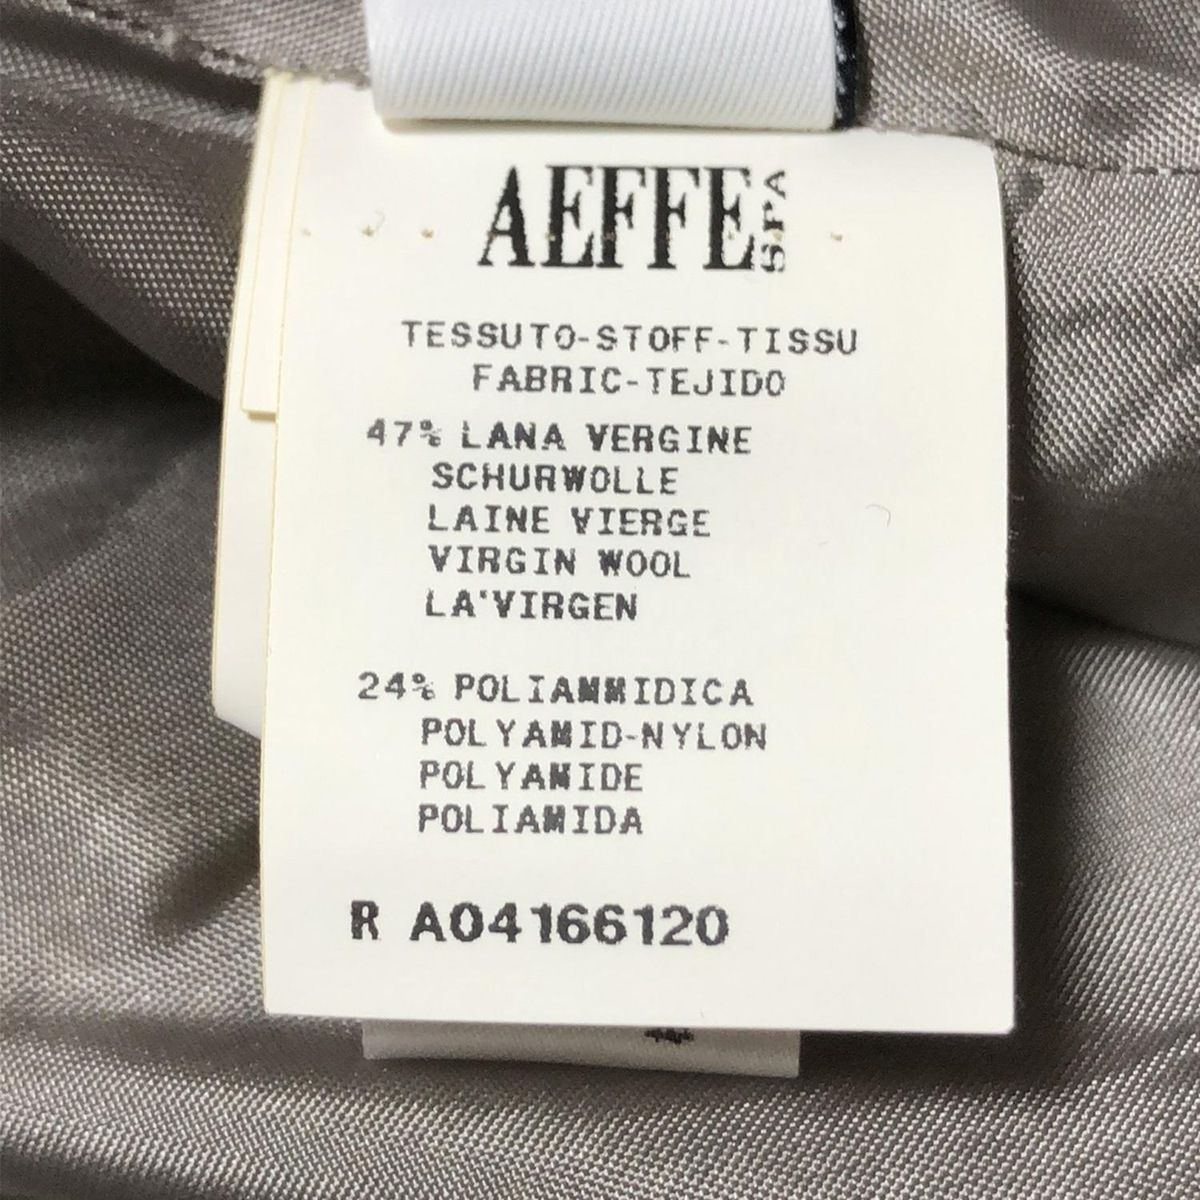 AEFFE SPA
TESSUTO-STOFF-TISSU
FABRIC-TEJIDO
47% LANA VERGINE
SCHURWOLLE
LAINE VIERGE
VIRGIN WOOL
LA'VIRGEN
24% POLIAMMIDICA
POLYAMID-NYLON
POLYAMIDE
POLIAMIDA
R A04166120